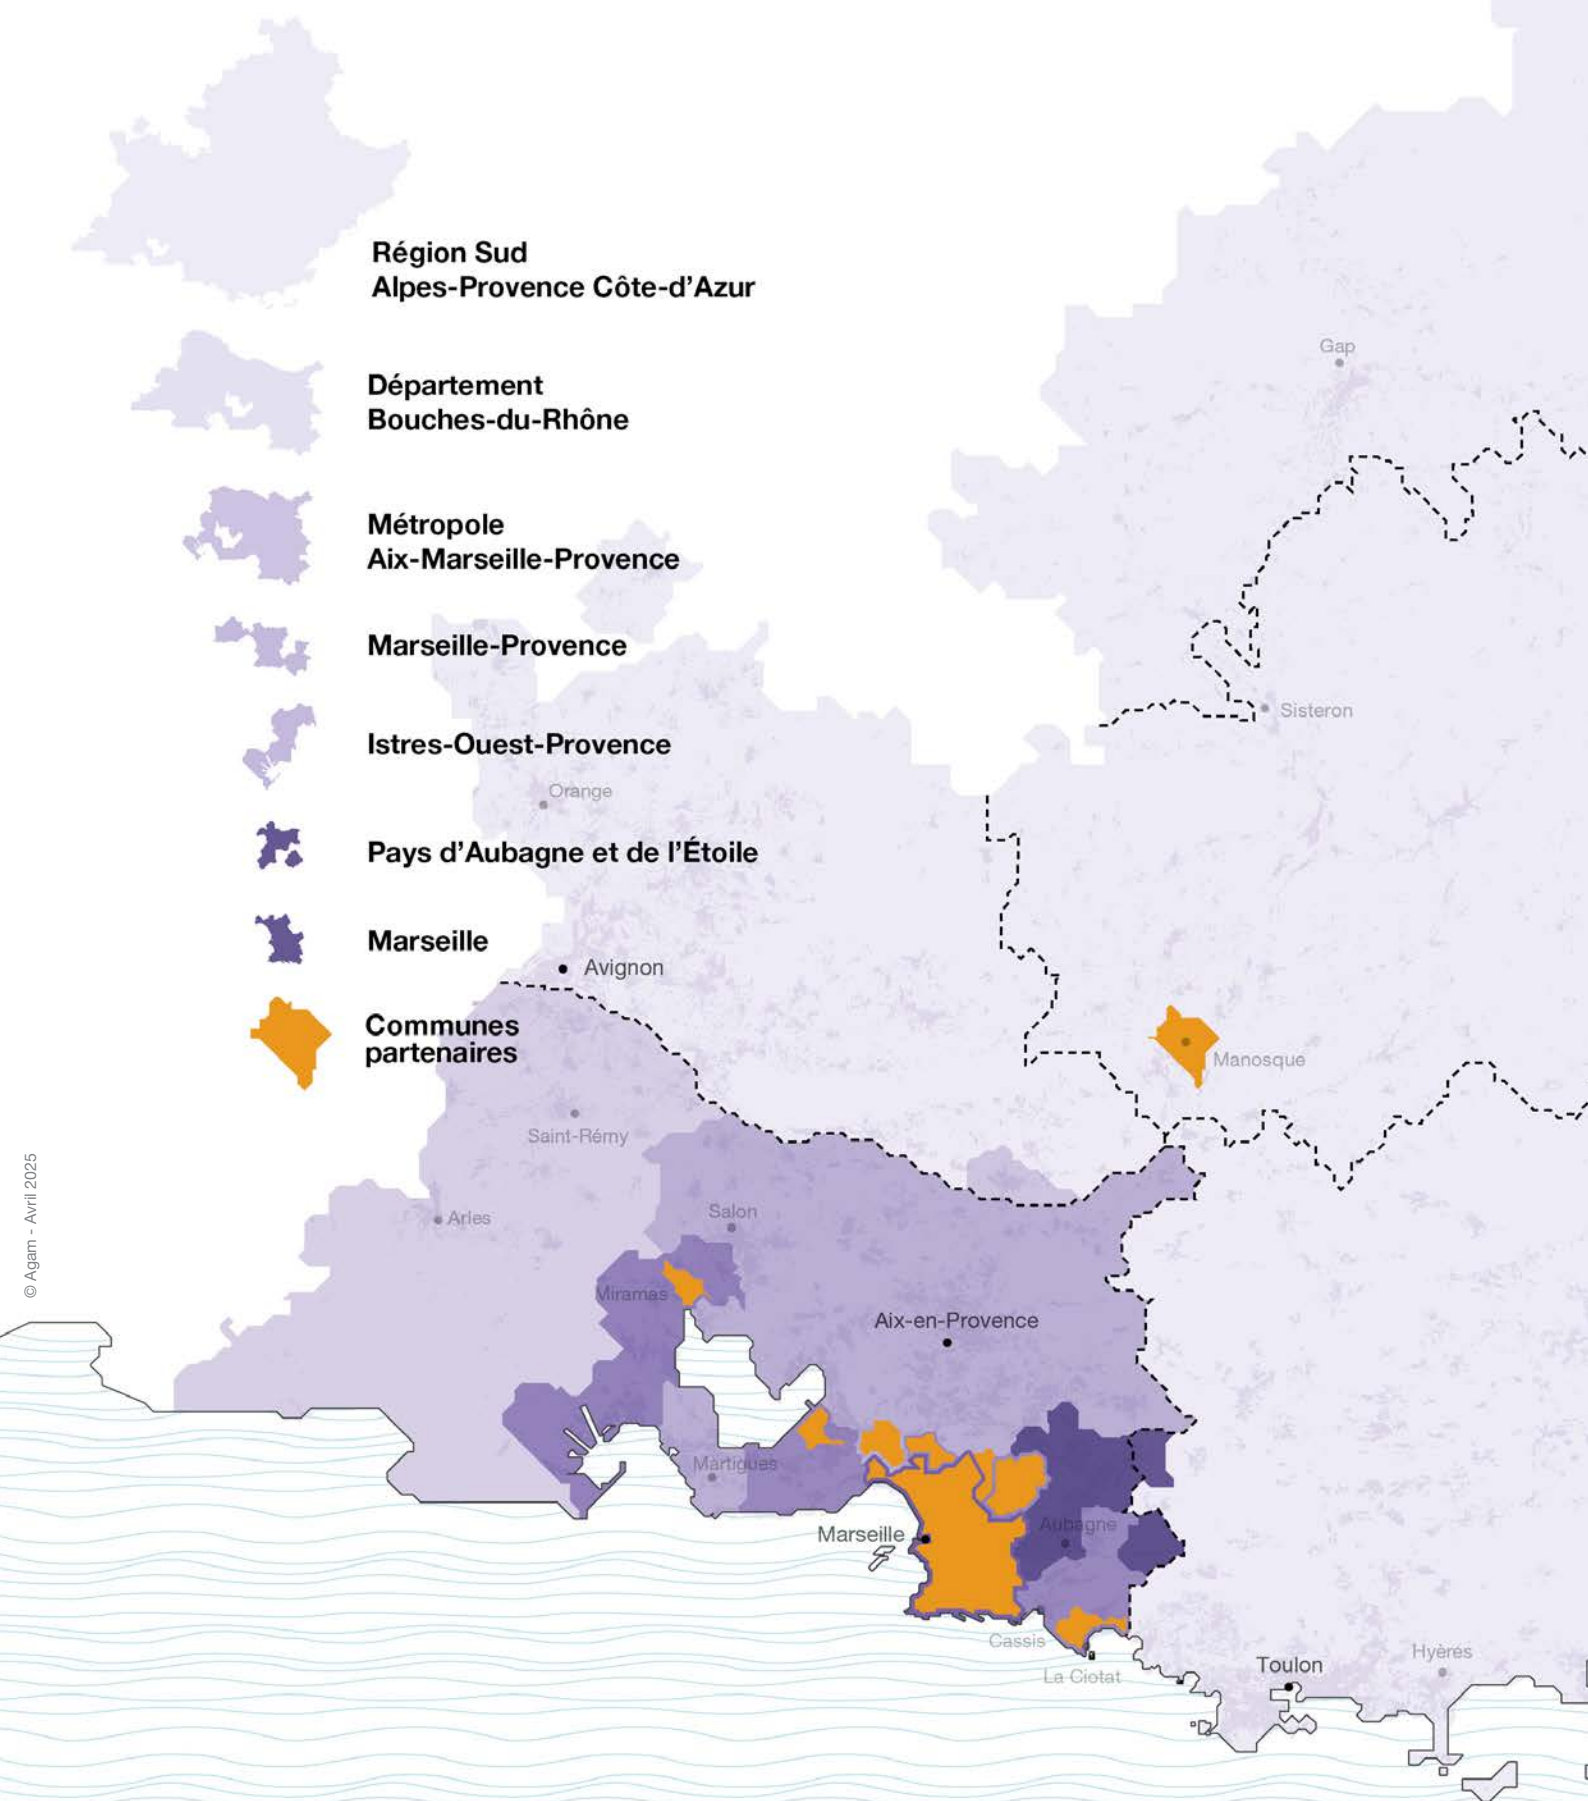 Région Sud
Alpes-Provence Côte-d'Azur
Département
Bouches-du-Rhône
Métropole
Aix-Marseille-Provence
Marseille-Provence
Istres-Ouest-Provence
Pays d'Aubagne et de l'Étoile
Marseille
Communes
partenaires
Gap
Sisteron
Orange
Avignon
Manosque
Saint-Rémy
Arles
Salon
Miramas
Aix-en-Provence
Martigues
Marseille
Aubagne
Cassis
La Ciotat
Toulon
Hyères
© Agam - Avril 2025